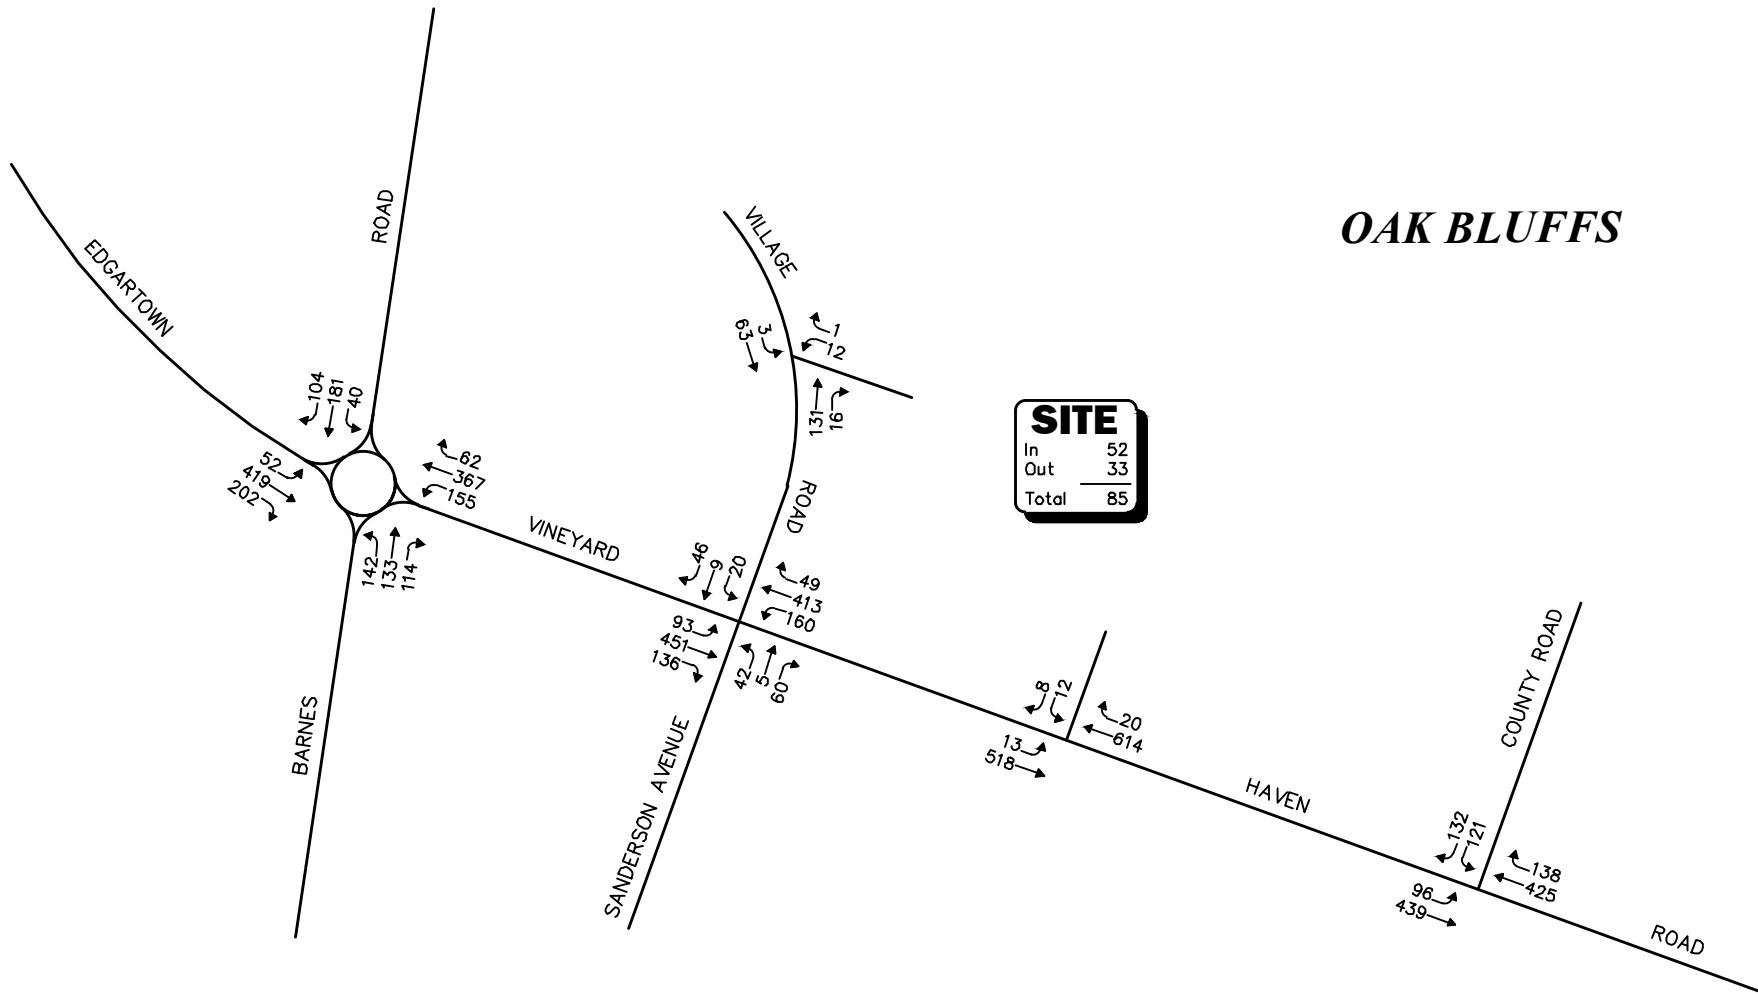 OAK BLUFFS
ROAD
VILLAGE
EDGARTOWN
3
63
1
12
131
16
104
181
40
SITE
In 52
Out 33
Total 85
52
419
202
62
367
155
142
133
114
ROAD
VINEYARD
46
9
20
49
413
160
93
451
136
42
5
60
COUNTY ROAD
8
12
20
614
13
518
BARNES
SANDERSON AVENUE
HAVEN
132
121
138
425
96
439
ROAD